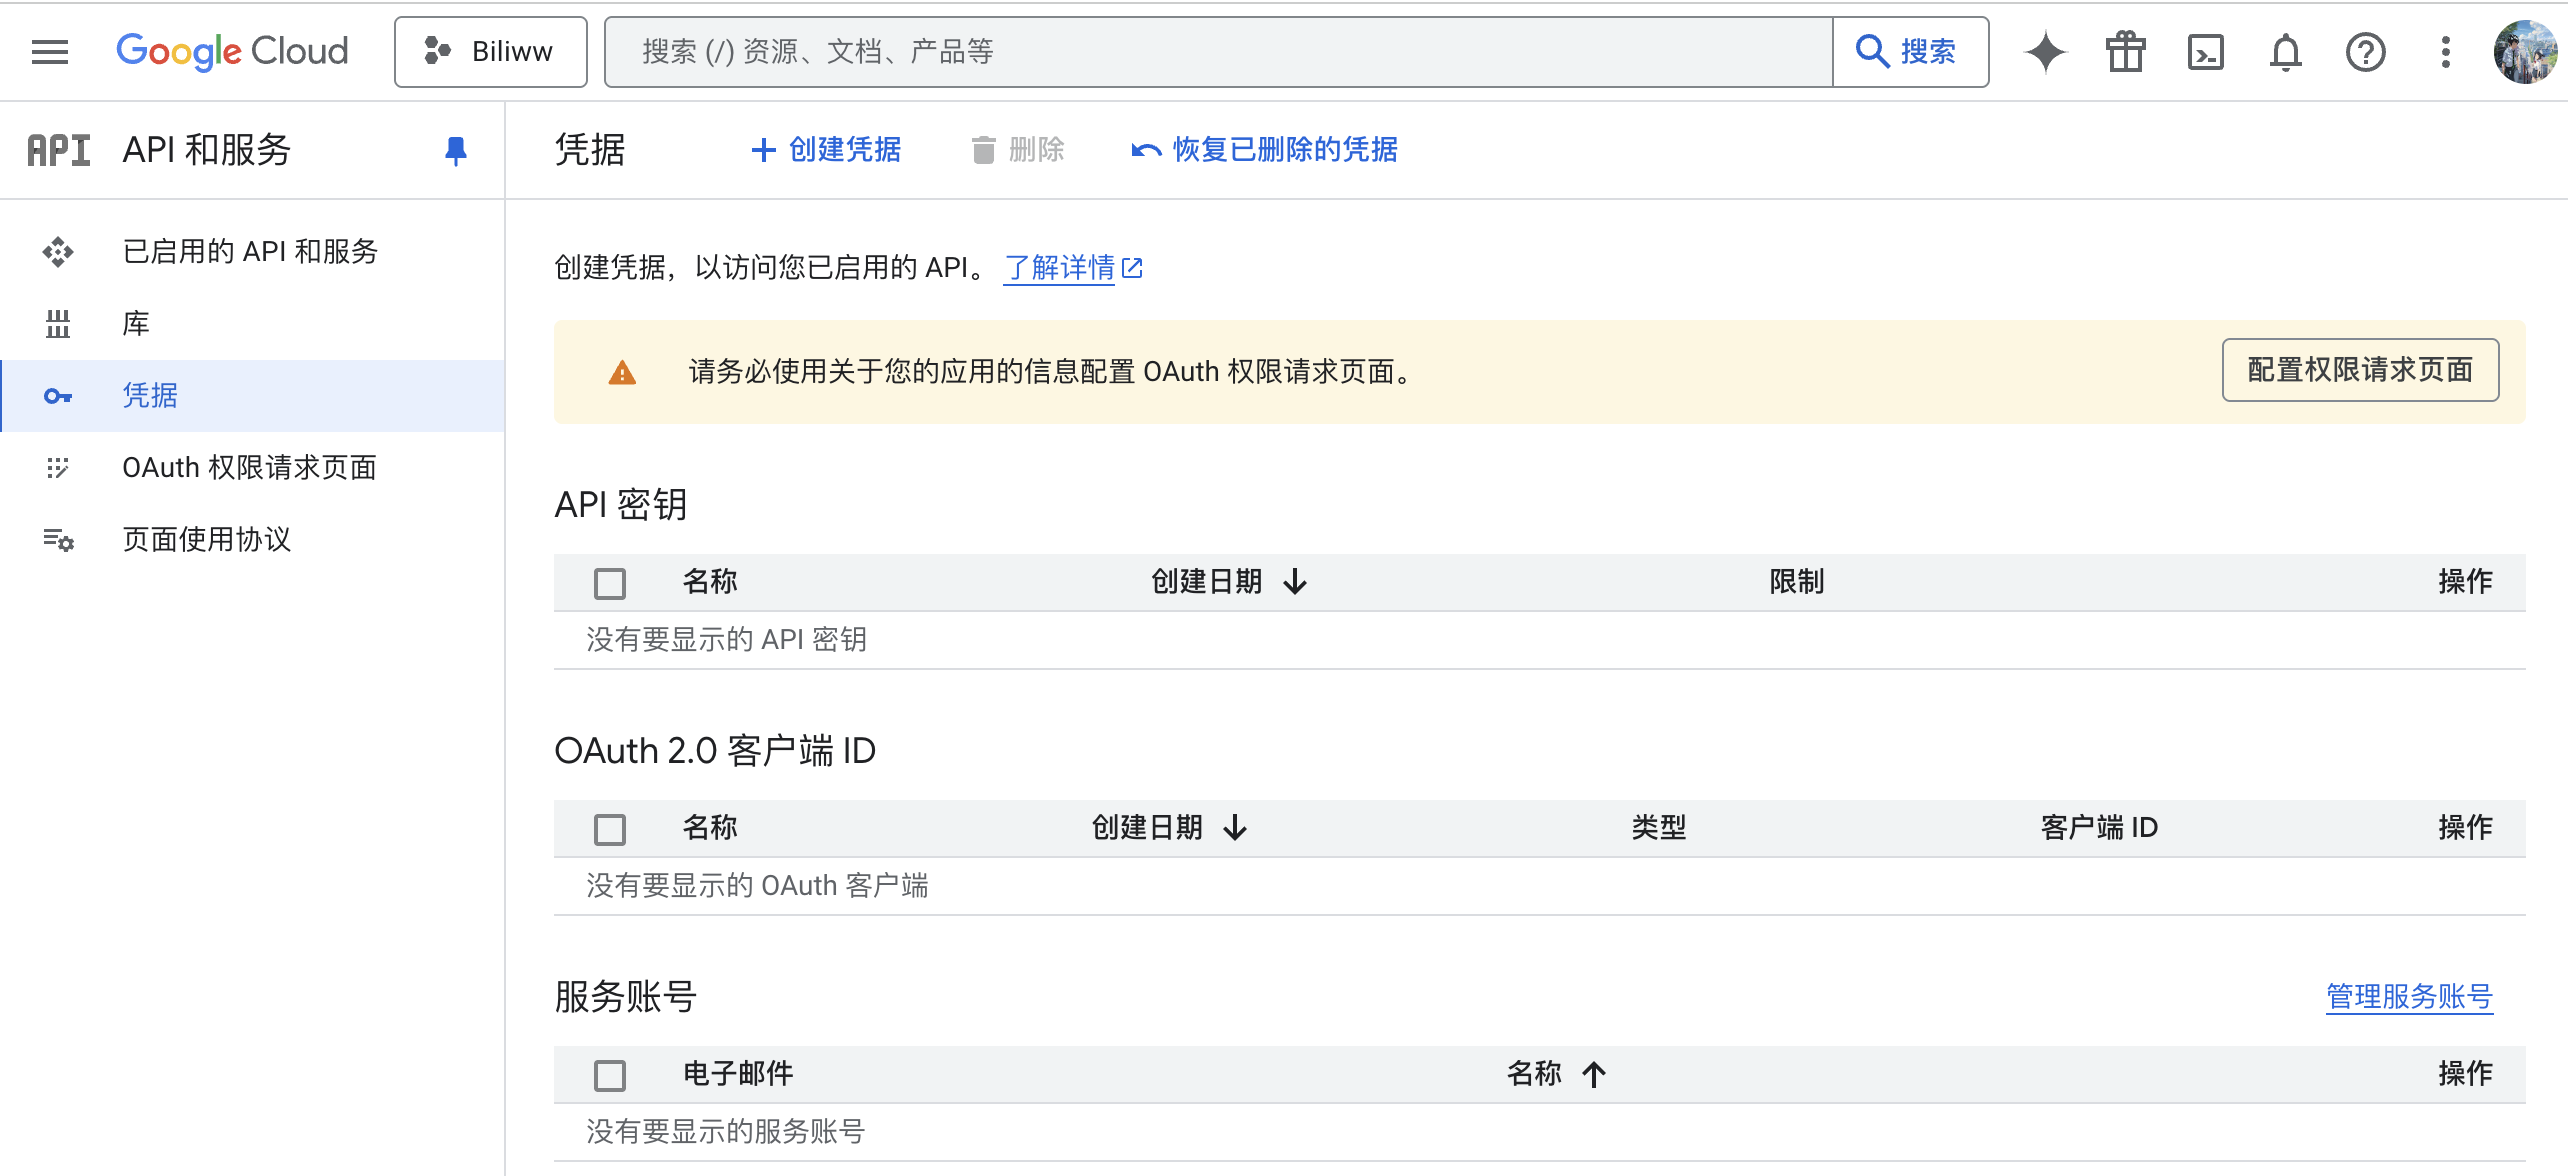 Google Cloud
Biliww
搜索 (/) 资源、文档、产品等
搜索
API
API 和服务
已启用的 API 和服务
库
凭据
OAuth 权限请求页面
页面使用协议
凭据
创建凭据
删除
恢复已删除的凭据
创建凭据，以访问您已启用的 API。 了解详情
请务必使用关于您的应用的信息配置 OAuth 权限请求页面。
配置权限请求页面
API 密钥
名称 创建日期 限制 操作
没有要显示的 API 密钥
OAuth 2.0 客户端 ID
名称 创建日期 类型 客户端 ID 操作
没有要显示的 OAuth 客户端
服务账号
管理服务账号
电子邮件 名称 操作
没有要显示的服务账号